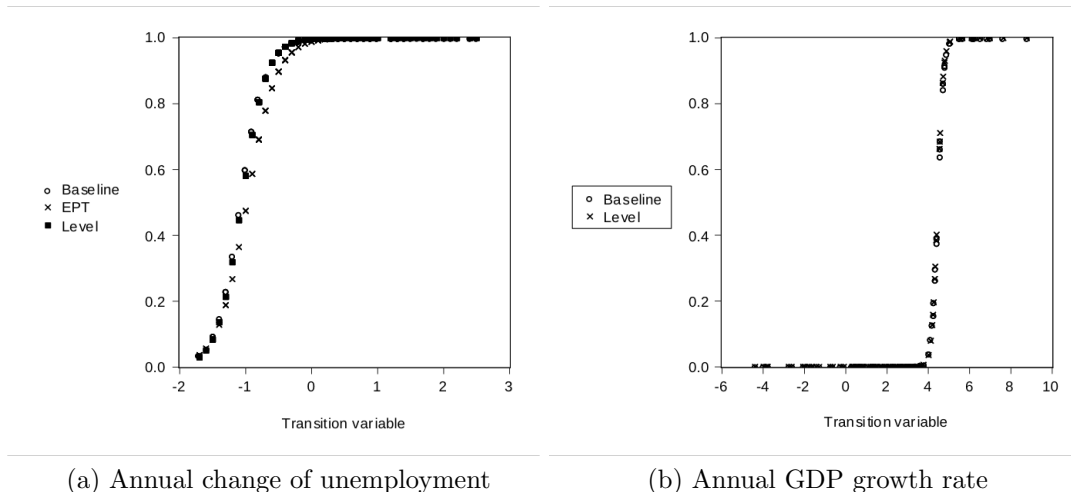 1.0
0.8
0.6
0.4
0.2
0.0
-2 -1 0 1 2 3
Transition variable
Baseline
EPT
Level
(a) Annual change of unemployment
1.0
0.8
0.6
0.4
0.2
0.0
-6 -4 -2 0 2 4 6 8 10
Transition variable
Baseline
Level
(b) Annual GDP growth rate